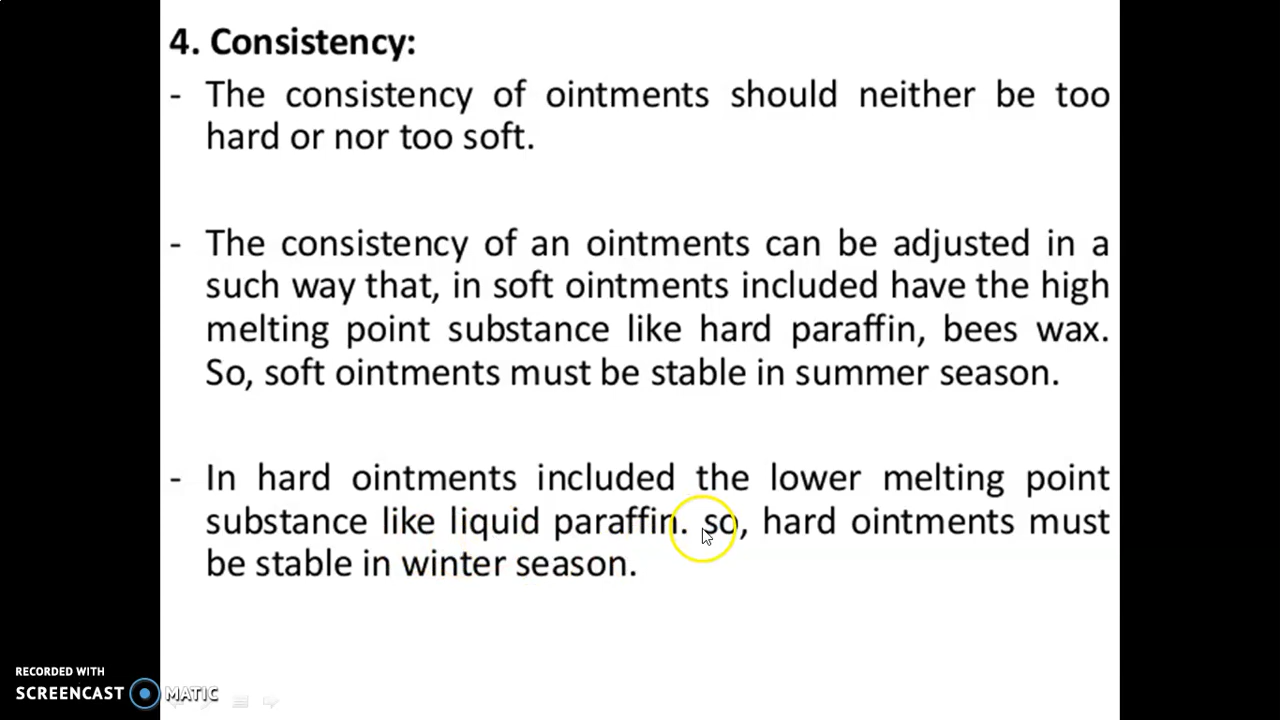 4. Consistency:
- The consistency of ointments should neither be too
hard or nor too soft.
- The consistency of an ointments can be adjusted in a
such way that, in soft ointments included have the high
melting point substance like hard paraffin, bees wax.
So, soft ointments must be stable in summer season.
- In hard ointments included the lower melting point
substance like liquid paraffin. so, hard ointments must
be stable in winter season.
RECORDED WITH
SCREENCAST MATIC